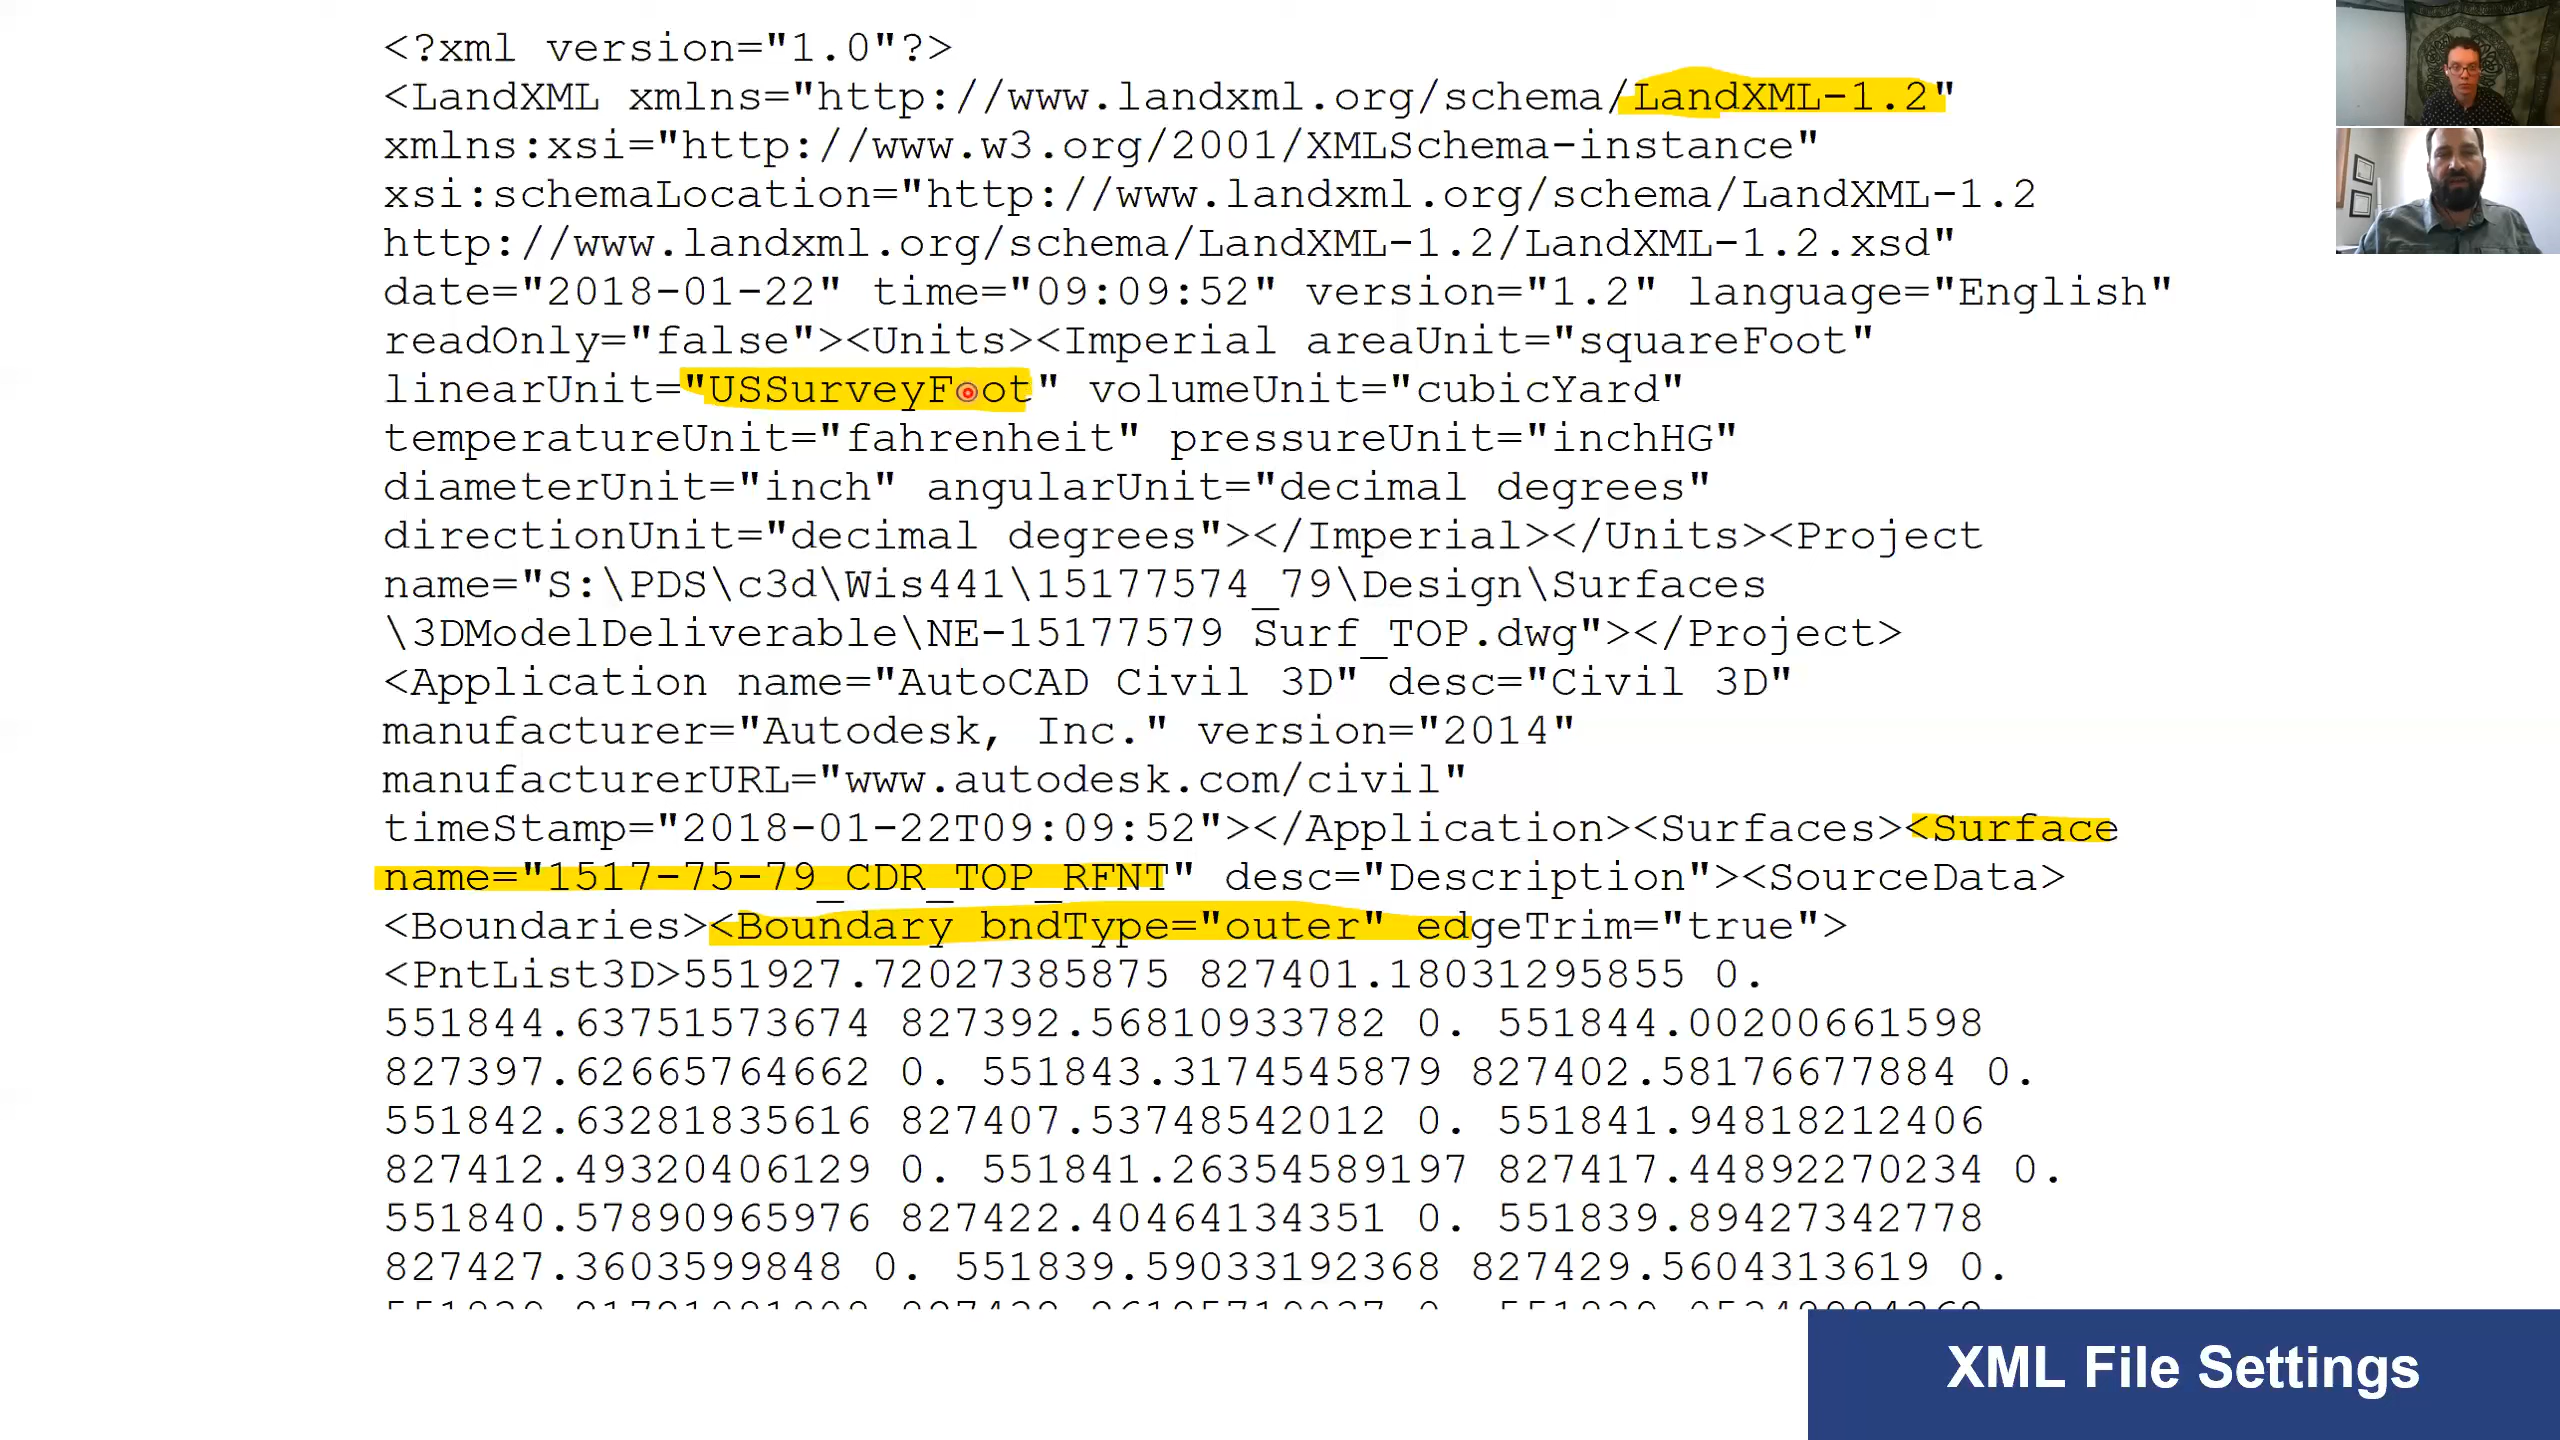 <?xml version="1.0"?>
<LandXML xmlns="http://www.landxml.org/schema/LandXML-1.2"
xmlns:xsi="http://www.w3.org/2001/XMLSchema-instance"
xsi:schemaLocation="http://www.landxml.org/schema/LandXML-1.2
http://www.landxml.org/schema/LandXML-1.2/LandXML-1.2.xsd"
date="2018-01-22" time="09:09:52" version="1.2" language="English"
readOnly="false"><Units><Imperial areaUnit="squareFoot"
linearUnit="USSurveyFoot" volumeUnit="cubicYard"
temperatureUnit="fahrenheit" pressureUnit="inchHG"
diameterUnit="inch" angularUnit="decimal degrees"
directionUnit="decimal degrees"></Imperial></Units><Project
name="S:\PDS\c3d\Wis441\15177574_79\Design\Surfaces
\3DModelDeliverable\NE-15177579 Surf_TOP.dwg"></Project>
<Application name="AutoCAD Civil 3D" desc="Civil 3D"
manufacturer="Autodesk, Inc." version="2014"
manufacturerURL="www.autodesk.com/civil"
timeStamp="2018-01-22T09:09:52"></Application><Surfaces><Surface
name="1517-75-79_CDR_TOP_RFNT" desc="Description"><SourceData>
<Boundaries><Boundary bndType="outer" edgeTrim="true">
<PntList3D>551927.72027385875 827401.18031295855 0.
551844.63751573674 827392.56810933782 0. 551844.00200661598
827397.62665764662 0. 551843.3174545879 827402.58176677884 0.
551842.63281835616 827407.53748542012 0. 551841.94818212406
827412.49320406129 0. 551841.26354589197 827417.44892270234 0.
551840.57890965976 827422.40464134351 0. 551839.89427342778
827427.3603599848 0. 551839.59033192368 827429.5604313619 0.
XML File Settings